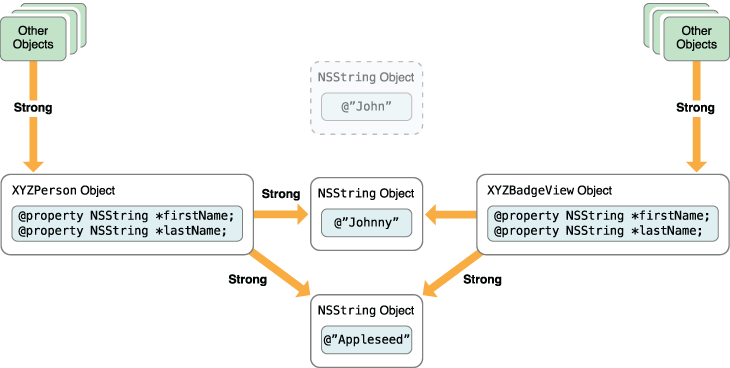 Other
Objects
Other
Objects
NSString Object
@”John”
Strong
Strong
XYZPerson Object
@property NSString *firstName;
@property NSString *lastName;
Strong
NSString Object
@”Johnny”
XYZBadgeView Object
@property NSString *firstName;
@property NSString *lastName;
Strong
Strong
NSString Object
@”Appleseed”